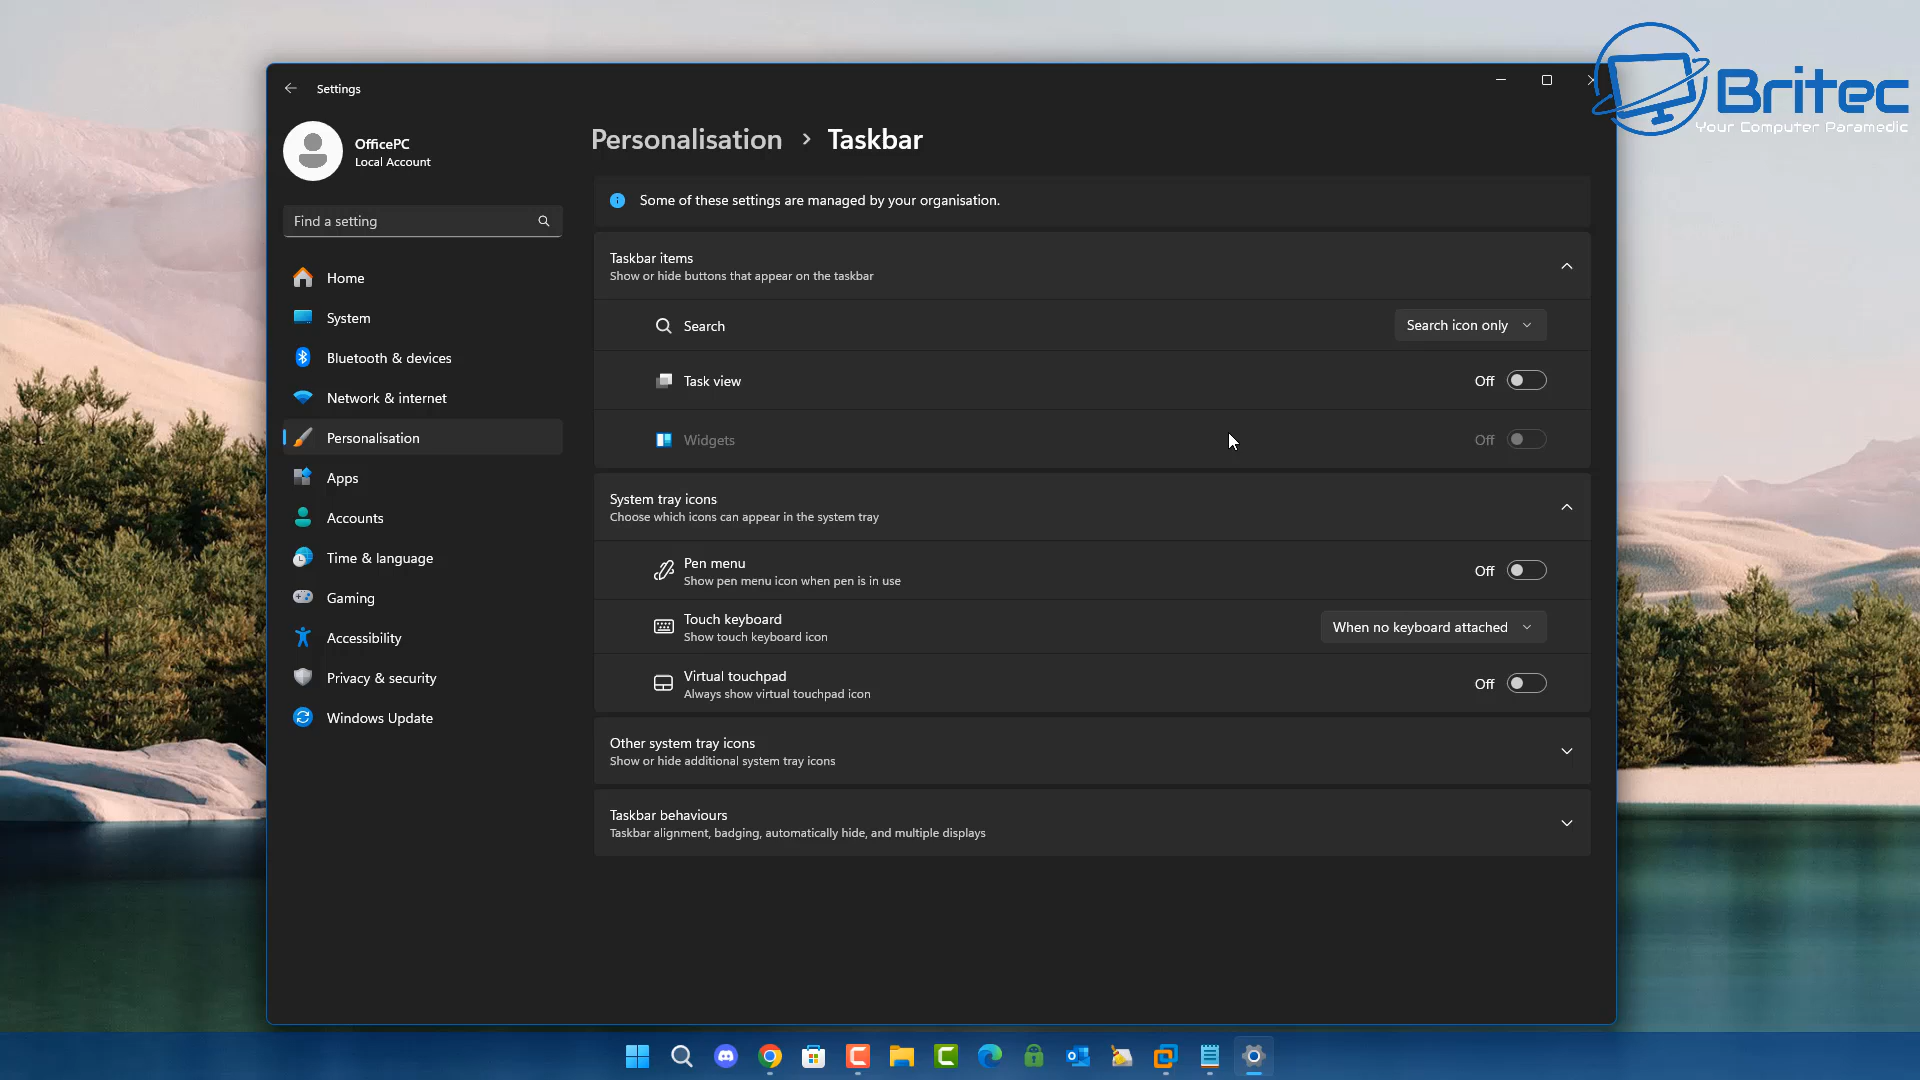 Britec
Your Computer Paramedic
Settings
OfficePC
Local Account
Find a setting
Home
System
Bluetooth & devices
Network & internet
Personalisation
Apps
Accounts
Time & language
Gaming
Accessibility
Privacy & security
Windows Update
Personalisation > Taskbar
Some of these settings are managed by your organisation.
Taskbar items
Show or hide buttons that appear on the taskbar
Search
Search icon only
Task view
Off
Widgets
Off
System tray icons
Choose which icons can appear in the system tray
Pen menu
Show pen menu icon when pen is in use
Off
Touch keyboard
Show touch keyboard icon
When no keyboard attached
Virtual touchpad
Always show virtual touchpad icon
Off
Other system tray icons
Show or hide additional system tray icons
Taskbar behaviours
Taskbar alignment, badging, automatically hide, and multiple displays